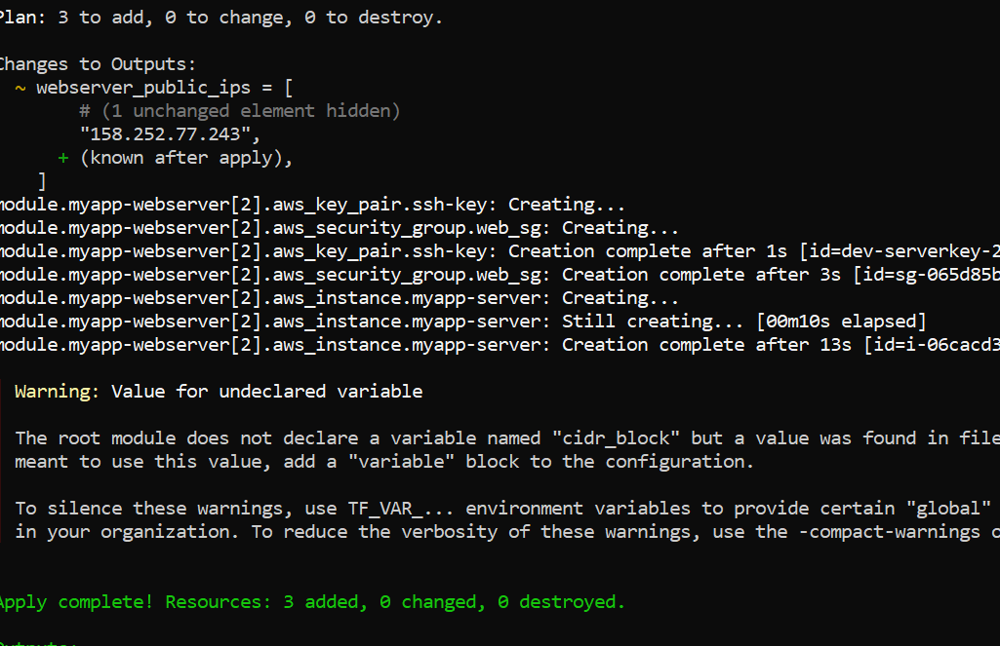 Plan: 3 to add, 0 to change, 0 to destroy.
Changes to Outputs:
~ webserver_public_ips = [
# (1 unchanged element hidden)
"158.252.77.243",
+ (known after apply),
]
module.myapp-webserver[2].aws_key_pair.ssh-key: Creating...
module.myapp-webserver[2].aws_security_group.web_sg: Creating...
module.myapp-webserver[2].aws_key_pair.ssh-key: Creation complete after 1s [id=dev-serverkey-2
module.myapp-webserver[2].aws_security_group.web_sg: Creation complete after 3s [id=sg-065d85b
module.myapp-webserver[2].aws_instance.myapp-server: Creating...
module.myapp-webserver[2].aws_instance.myapp-server: Still creating... [00m10s elapsed]
module.myapp-webserver[2].aws_instance.myapp-server: Creation complete after 13s [id=i-06cacd3
Warning: Value for undeclared variable
The root module does not declare a variable named "cidr_block" but a value was found in file
meant to use this value, add a "variable" block to the configuration.
To silence these warnings, use TF_VAR_... environment variables to provide certain "global"
in your organization. To reduce the verbosity of these warnings, use the -compact-warnings
Apply complete! Resources: 3 added, 0 changed, 0 destroyed.